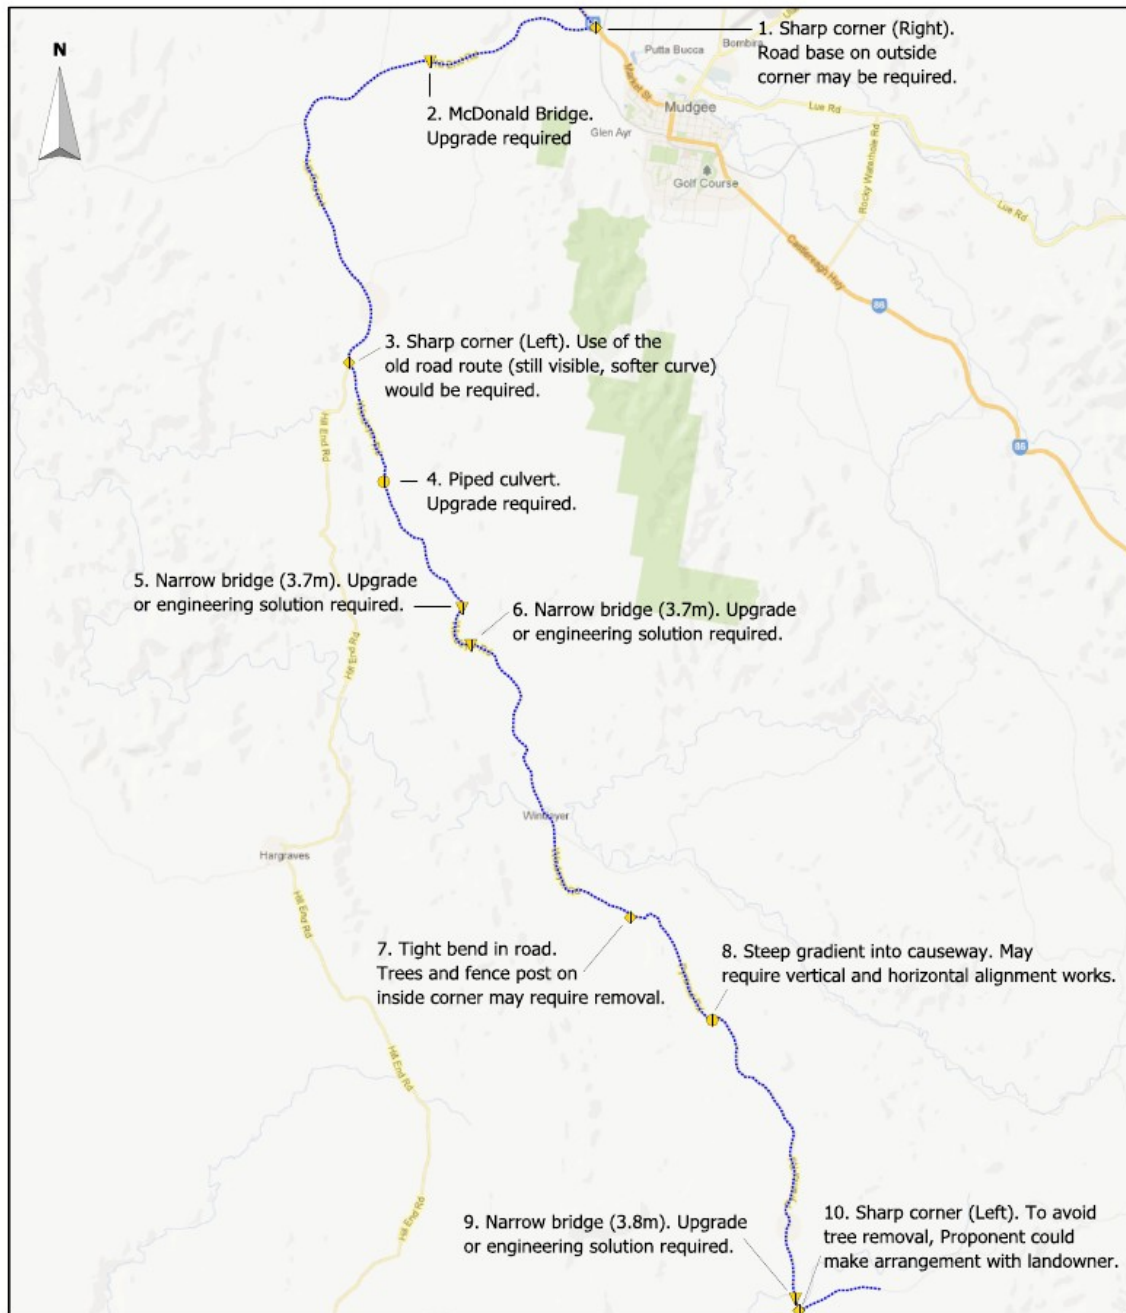 N
1. Sharp corner (Right).
Road base on outside
corner may be required.
Putta Bucca
Bombira
Market St
Mudgee
Lue Rd
2. McDonald Bridge.
Upgrade required
Glen Ayr
Golf Course
Rocky Waterhole Rd
Lue Rd
Castlereagh Hwy
86
3. Sharp corner (Left). Use of the
old road route (still visible, softer curve)
would be required.
Hill End Rd
86
4. Piped culvert.
Upgrade required.
5. Narrow bridge (3.7m). Upgrade
or engineering solution required.
6. Narrow bridge (3.7m). Upgrade
or engineering solution required.
Hill End Rd
Hargraves
Hill End Rd
7. Tight bend in road.
Trees and fence post on
inside corner may require removal.
8. Steep gradient into causeway. May
require vertical and horizontal alignment works.
Hill End Rd
Hill End Rd
9. Narrow bridge (3.8m). Upgrade
or engineering solution required.
10. Sharp corner (Left). To avoid
tree removal, Proponent could
make arrangement with landowner.